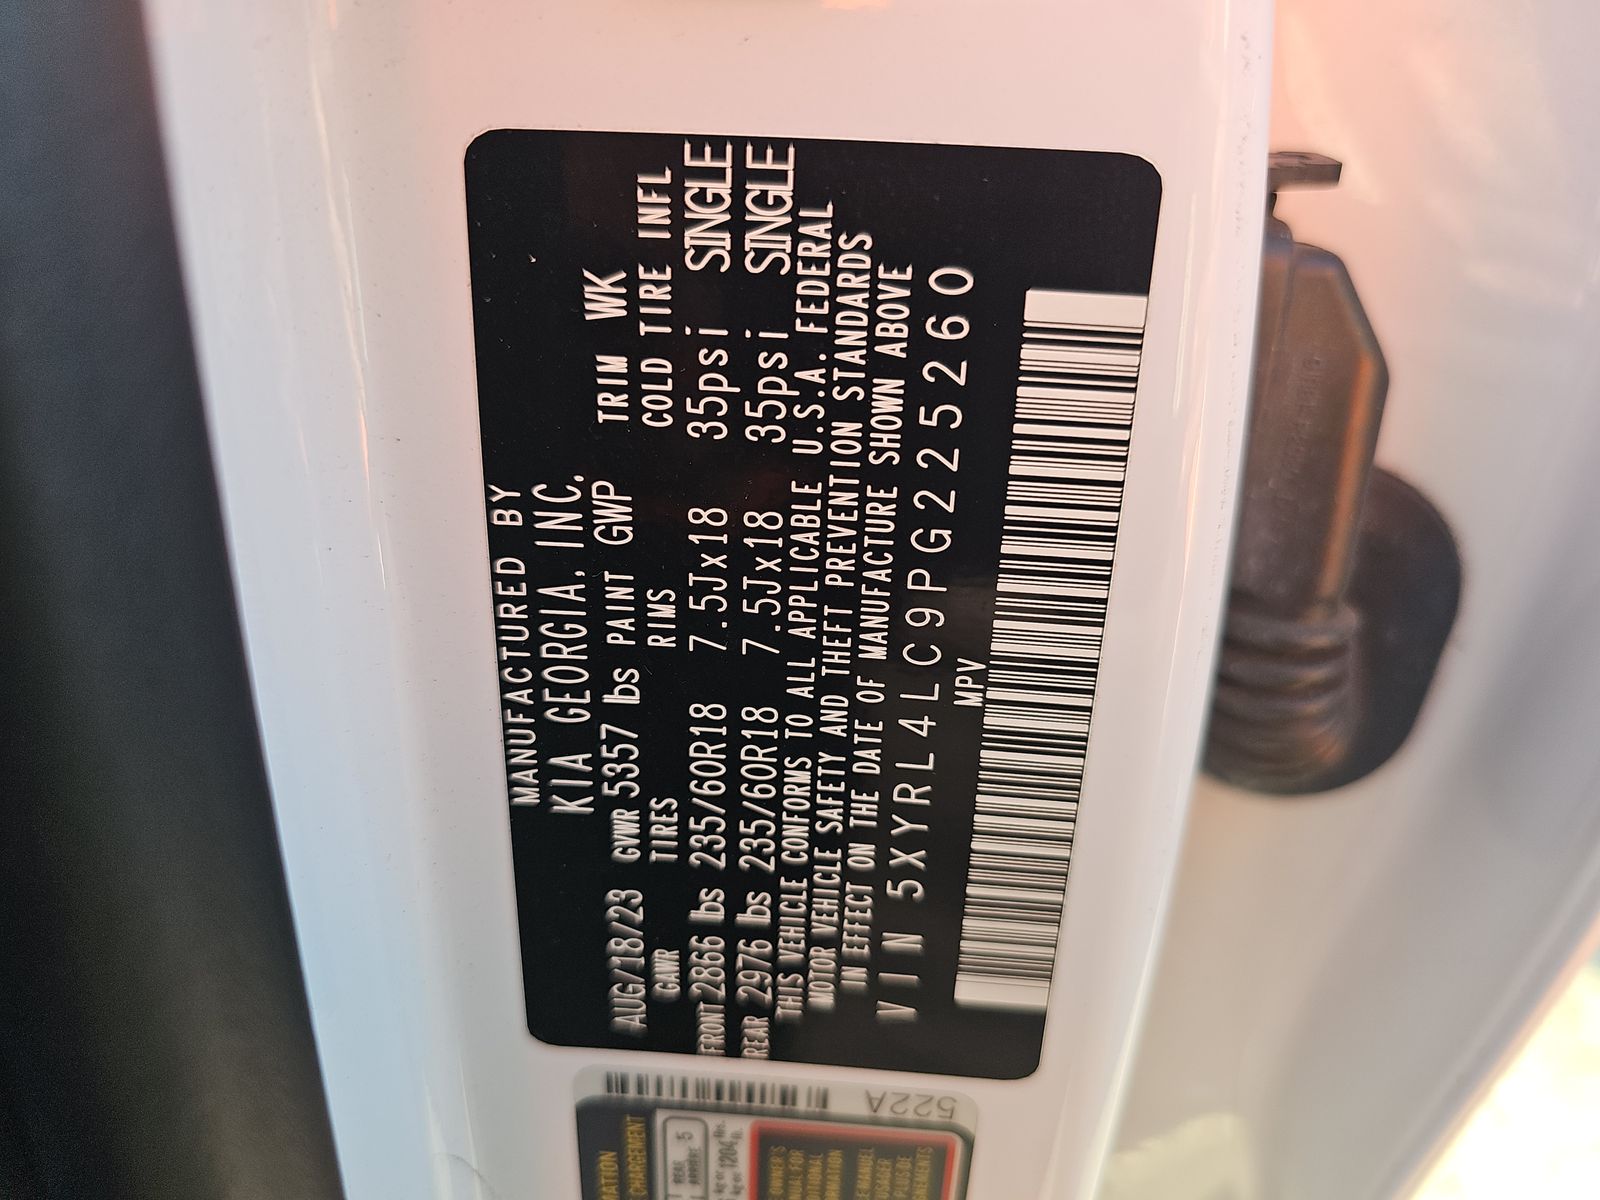 MANUFACTURED BY
KIA GEORGIA, INC.
AUG/18/23 GVWR 5357 lbs PAINT GWP TRIM WK
GAWR TIRES RIMS COLD TIRE INFL
FRONT 2866 lbs 235/60R18 7.5Jx18 35psi SINGLE
REAR 2976 lbs 235/60R18 7.5Jx18 35psi SINGLE
THIS VEHICLE CONFORMS TO ALL APPLICABLE U.S.A. FEDERAL
MOTOR VEHICLE SAFETY AND THEFT PREVENTION STANDARDS
IN EFFECT ON THE DATE OF MANUFACTURE SHOWN ABOVE
VIN 5XYRL4LC9PG225260
MPV
522A
CHARGEMENT
5